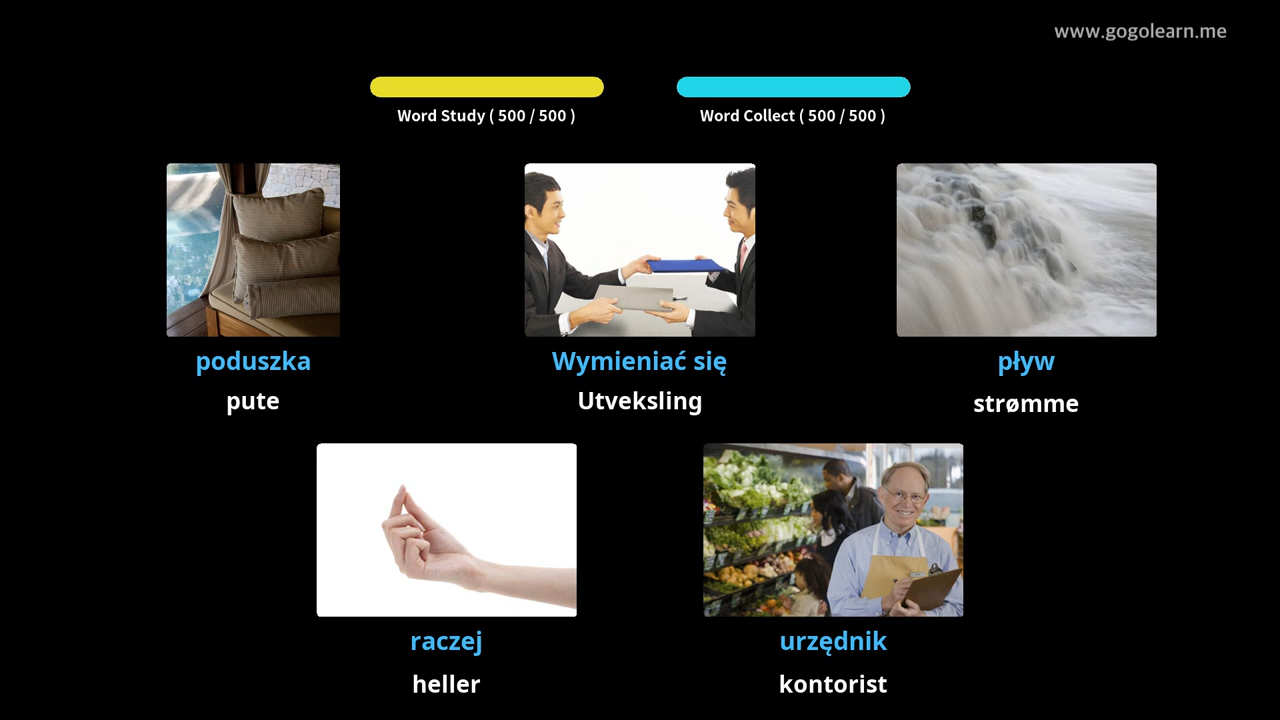 www.gogolearn.me
Word Study ( 500 / 500 )
Word Collect ( 500 / 500 )
poduszka
pute
Wymieniać się
Utveksling
pływ
strømme
raczej
heller
urzędnik
kontorist